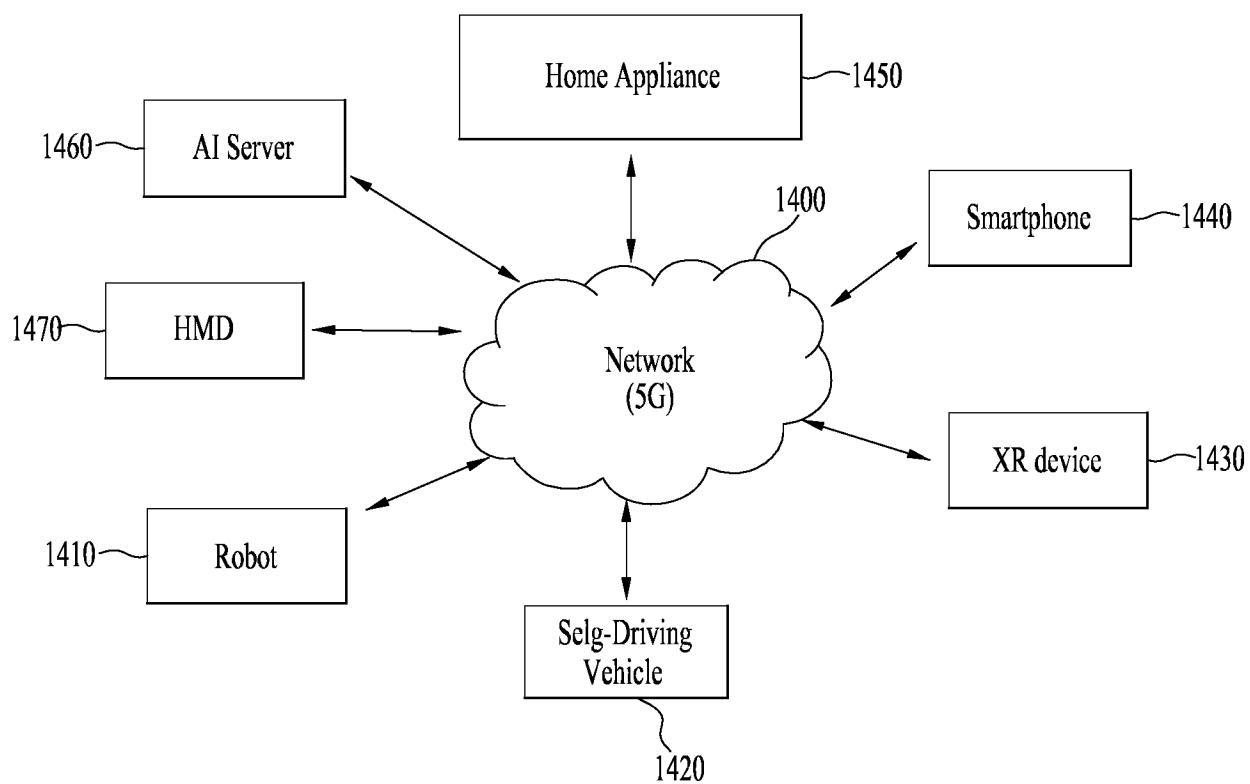 Home Appliance
1450
1460
AI Server
1400
Smartphone
1440
1470
HMD
Network
(5G)
XR device
1430
1410
Robot
Selg-Driving
Vehicle
1420